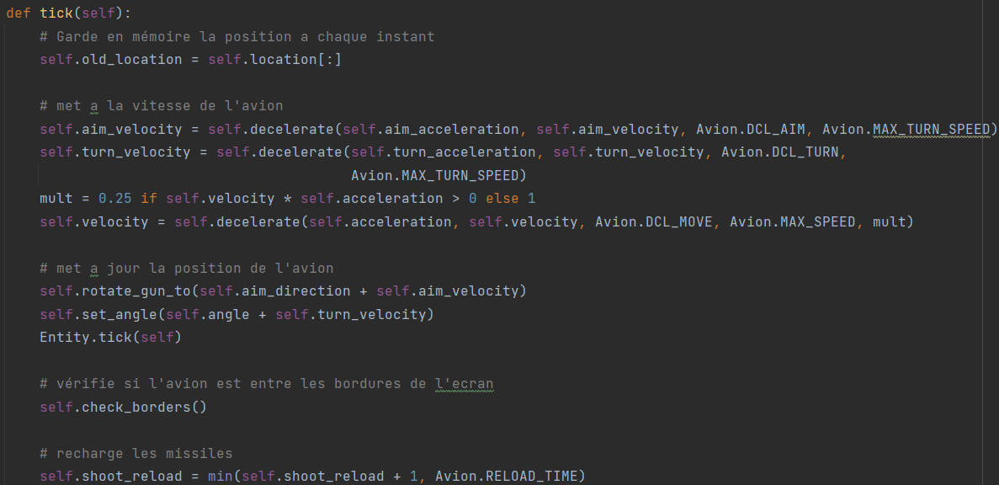 def tick(self):
# Garde en mémoire la position a chaque instant
self.old_location = self.location[:]
# met a la vitesse de l'avion
self.aim_velocity = self.decelerate(self.aim_acceleration, self.aim_velocity, Avion.DCL_AIM, Avion.MAX_TURN_SPEED)
self.turn_velocity = self.decelerate(self.turn_acceleration, self.turn_velocity, Avion.DCL_TURN,
Avion.MAX_TURN_SPEED)
mult = 0.25 if self.velocity * self.acceleration > 0 else 1
self.velocity = self.decelerate(self.acceleration, self.velocity, Avion.DCL_MOVE, Avion.MAX_SPEED, mult)
# met a jour la position de l'avion
self.rotate_gun_to(self.aim_direction + self.aim_velocity)
self.set_angle(self.angle + self.turn_velocity)
Entity.tick(self)
# vérifie si l'avion est entre les bordures de l'ecran
self.check_borders()
# recharge les missiles
self.shoot_reload = min(self.shoot_reload + 1, Avion.RELOAD_TIME)